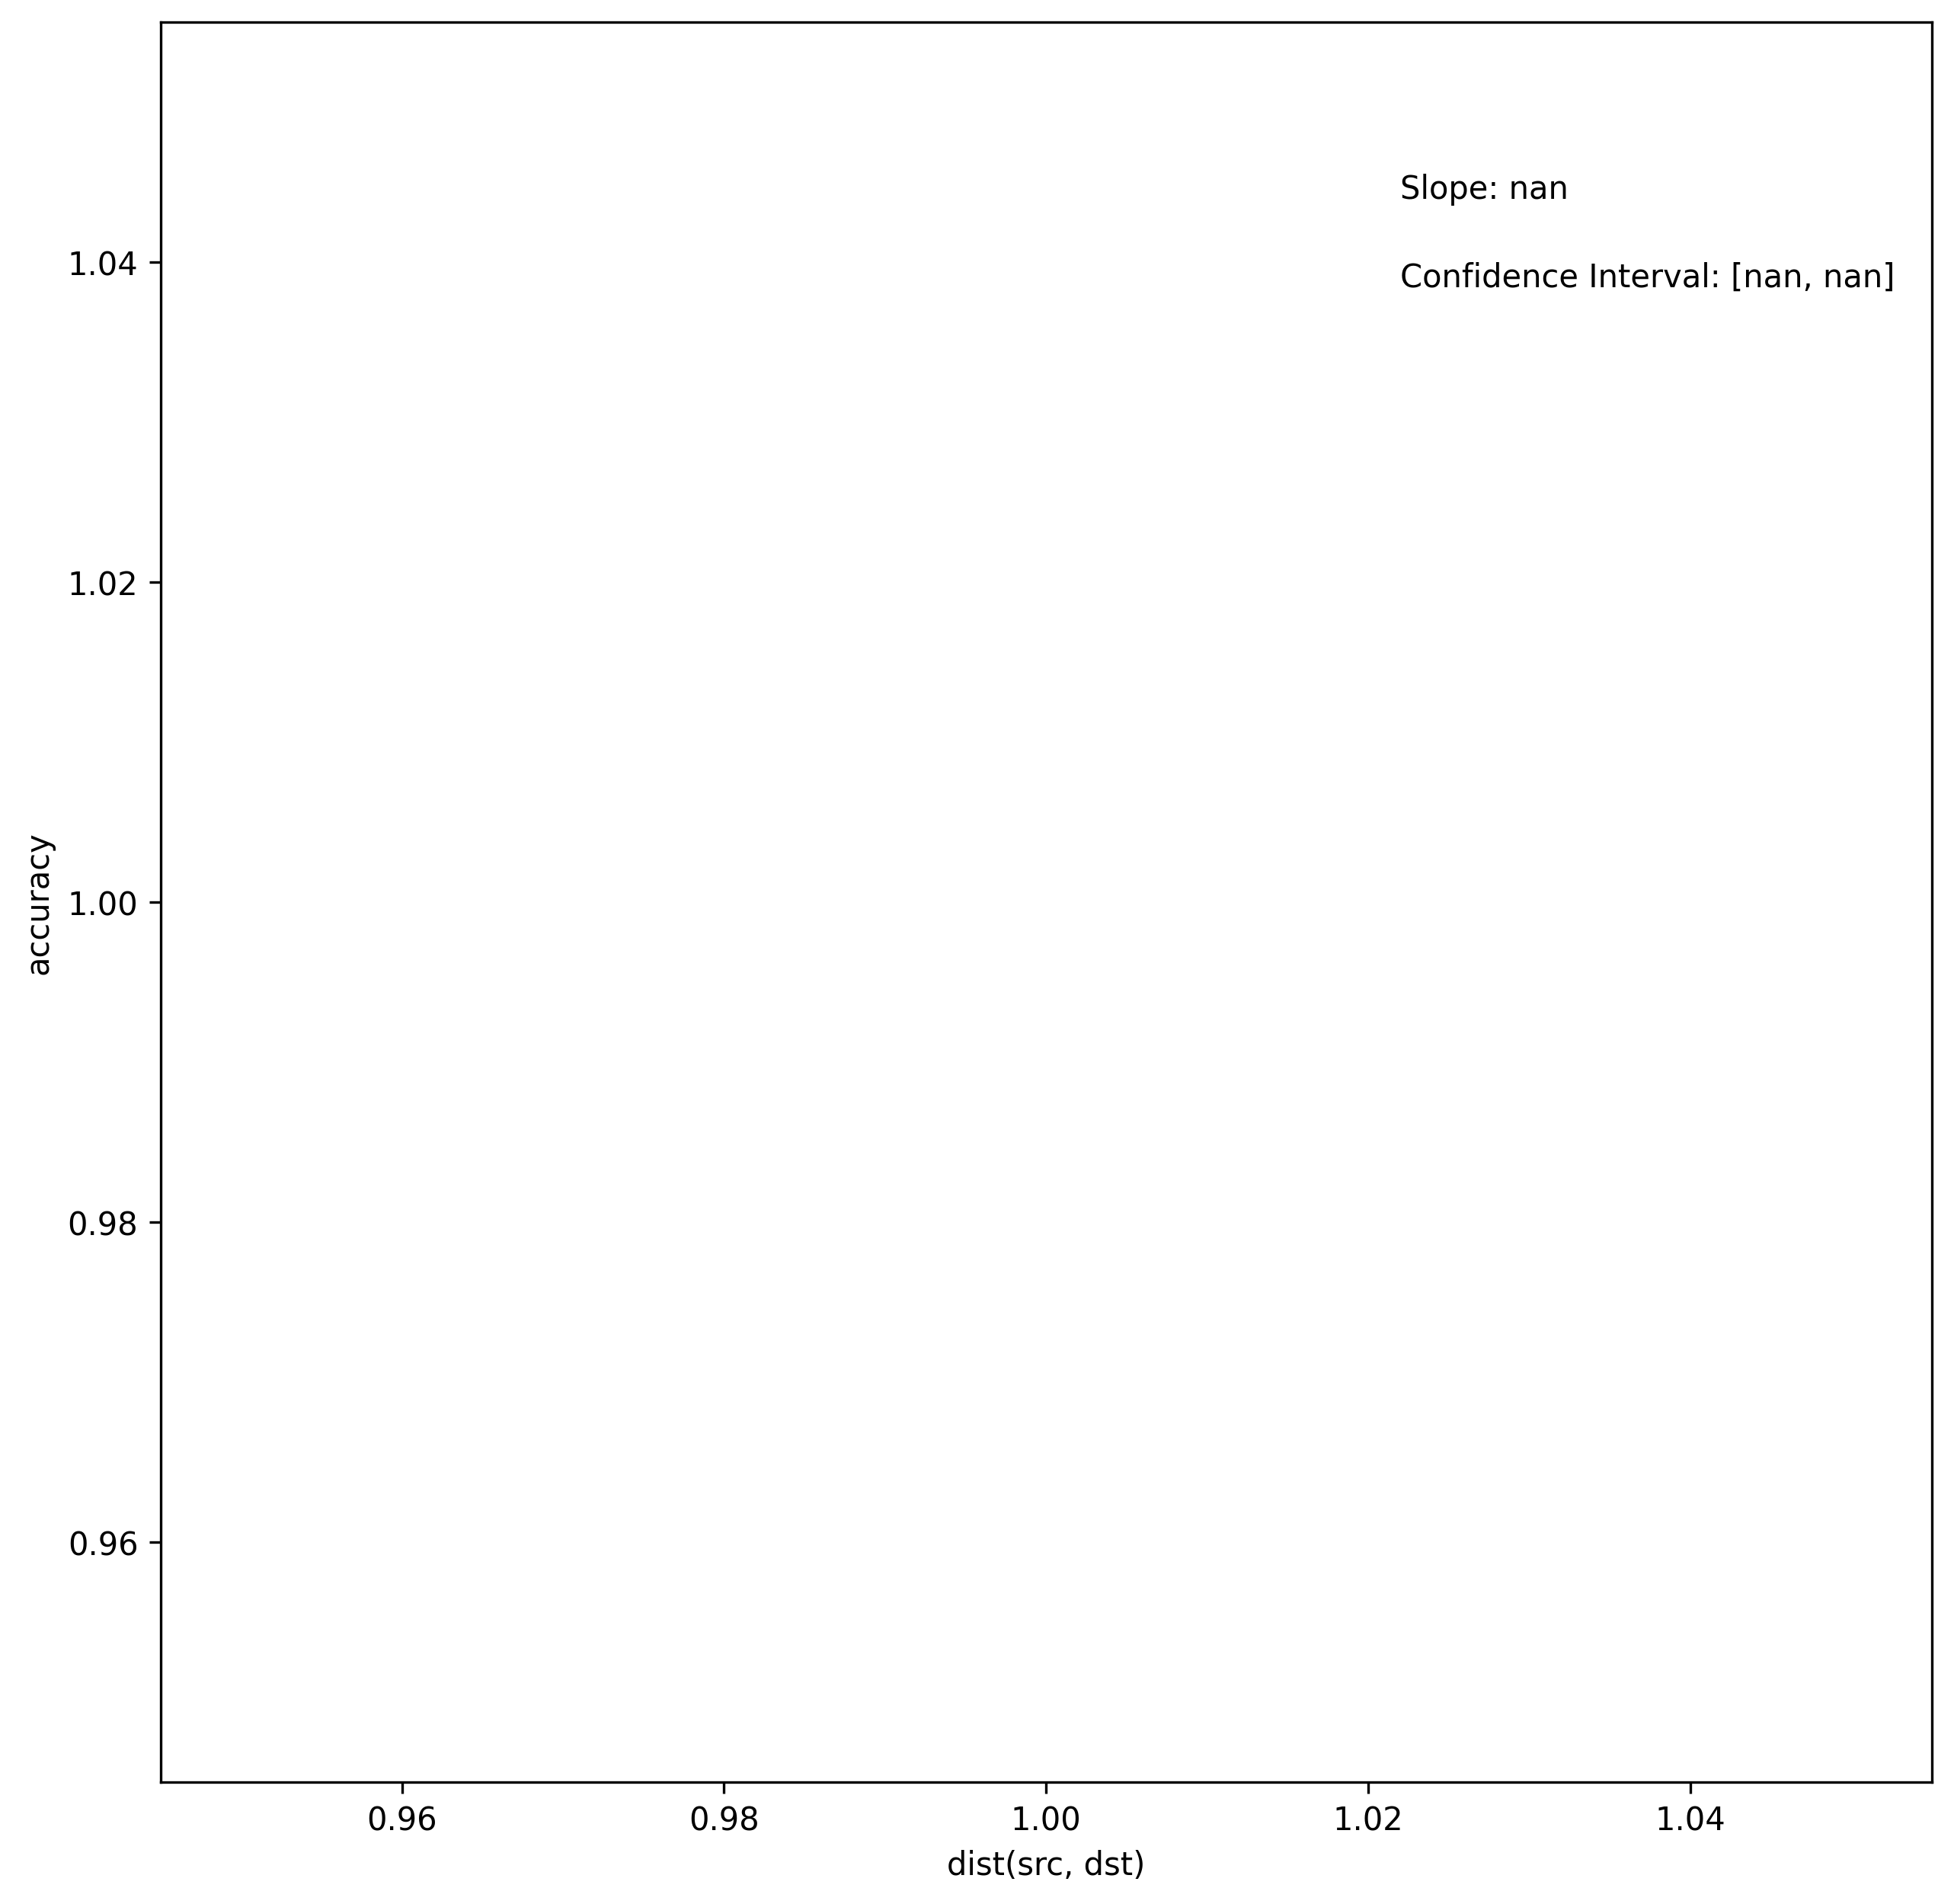 Slope: nan
Confidence Interval: [nan, nan]
1.04
1.02
1.00
0.98
0.96
accuracy
0.96 0.98 1.00 1.02 1.04
dist(src, dst)